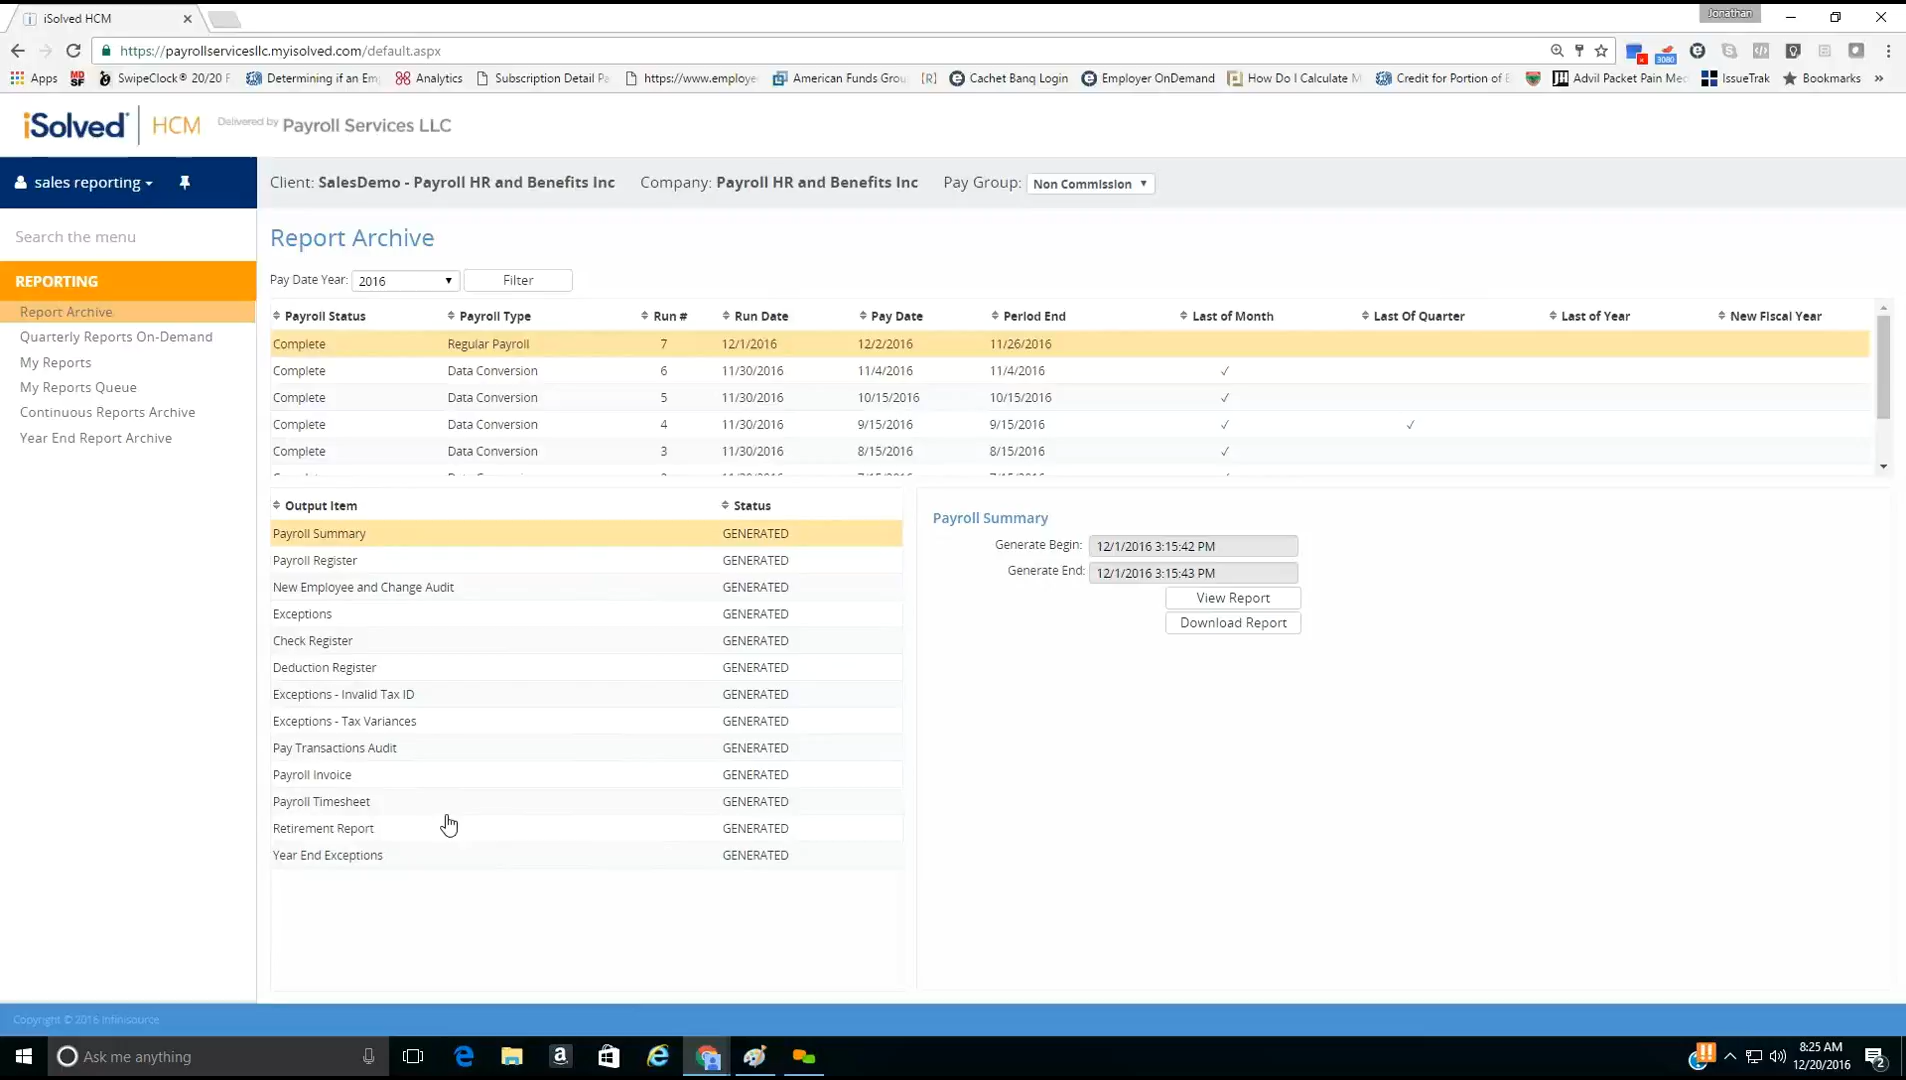 iSolved HCM
Jonathan
https://payrollservicesllc.myisolved.com/default.aspx
Apps
MD SF
SwipeClock® 20/20
Determining if an Em
Analytics
Subscription Detail Pa
https://www.employe
American Funds Grou
{R}
Cachet Banq Login
Employer OnDemand
How Do I Calculate M
Credit for Portion of E
Advil Packet Pain Med
IssueTrak
Bookmarks
»
3080
iSolved HCM Delivered by Payroll Services LLC
sales reporting
Client: SalesDemo - Payroll HR and Benefits Inc Company: Payroll HR and Benefits Inc Pay Group: Non Commission
Search the menu
REPORTING
Report Archive
Quarterly Reports On-Demand
My Reports
My Reports Queue
Continuous Reports Archive
Year End Report Archive
Report Archive
Pay Date Year: 2016 Filter
Payroll Status Payroll Type Run # Run Date Pay Date Period End Last of Month Last Of Quarter Last of Year New Fiscal Year
Complete Regular Payroll 7 12/1/2016 12/2/2016 11/26/2016
Complete Data Conversion 6 11/30/2016 11/4/2016 11/4/2016 ✓
Complete Data Conversion 5 11/30/2016 10/15/2016 10/15/2016 ✓
Complete Data Conversion 4 11/30/2016 9/15/2016 9/15/2016 ✓ ✓
Complete Data Conversion 3 11/30/2016 8/15/2016 8/15/2016 ✓
Output Item Status
Payroll Summary GENERATED
Payroll Register GENERATED
New Employee and Change Audit GENERATED
Exceptions GENERATED
Check Register GENERATED
Deduction Register GENERATED
Exceptions - Invalid Tax ID GENERATED
Exceptions - Tax Variances GENERATED
Pay Transactions Audit GENERATED
Payroll Invoice GENERATED
Payroll Timesheet GENERATED
Retirement Report GENERATED
Year End Exceptions GENERATED
Payroll Summary
Generate Begin: 12/1/2016 3:15:42 PM
Generate End: 12/1/2016 3:15:43 PM
View Report
Download Report
Copyright © 2016 Infinisource
Ask me anything
8:25 AM
12/20/2016
2